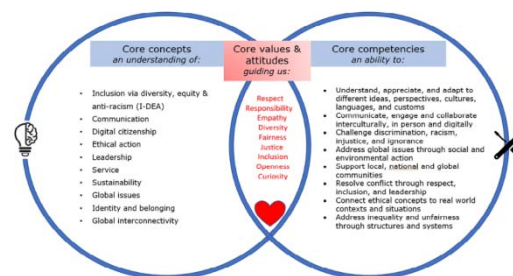 Core concepts
an understanding of:
Inclusion via diversity, equity &
anti-racism (I-DEA)
Communication
Digital citizenship
Ethical action
Leadership
Service
Sustainability
Global issues
Identity and belonging
Global interconnectivity
Core values &
attitudes
guiding us:
Respect
Responsibility
Empathy
Diversity
Fairness
Justice
Inclusion
Openness
Curiosity
Core competencies
an ability to:
Understand, appreciate, and adapt to
different ideas, perspectives, cultures,
languages, and customs
Communicate, engage and collaborate
interculturally, in person and digitally
Challenge discrimination, racism,
injustice, and ignorance
Address global issues through social and
environmental action
Support local, national and global
communities
Resolve conflict through respect,
inclusion, and leadership
Connect ethical concepts to real world
contexts and situations
Address inequality and unfairness
through structures and systems